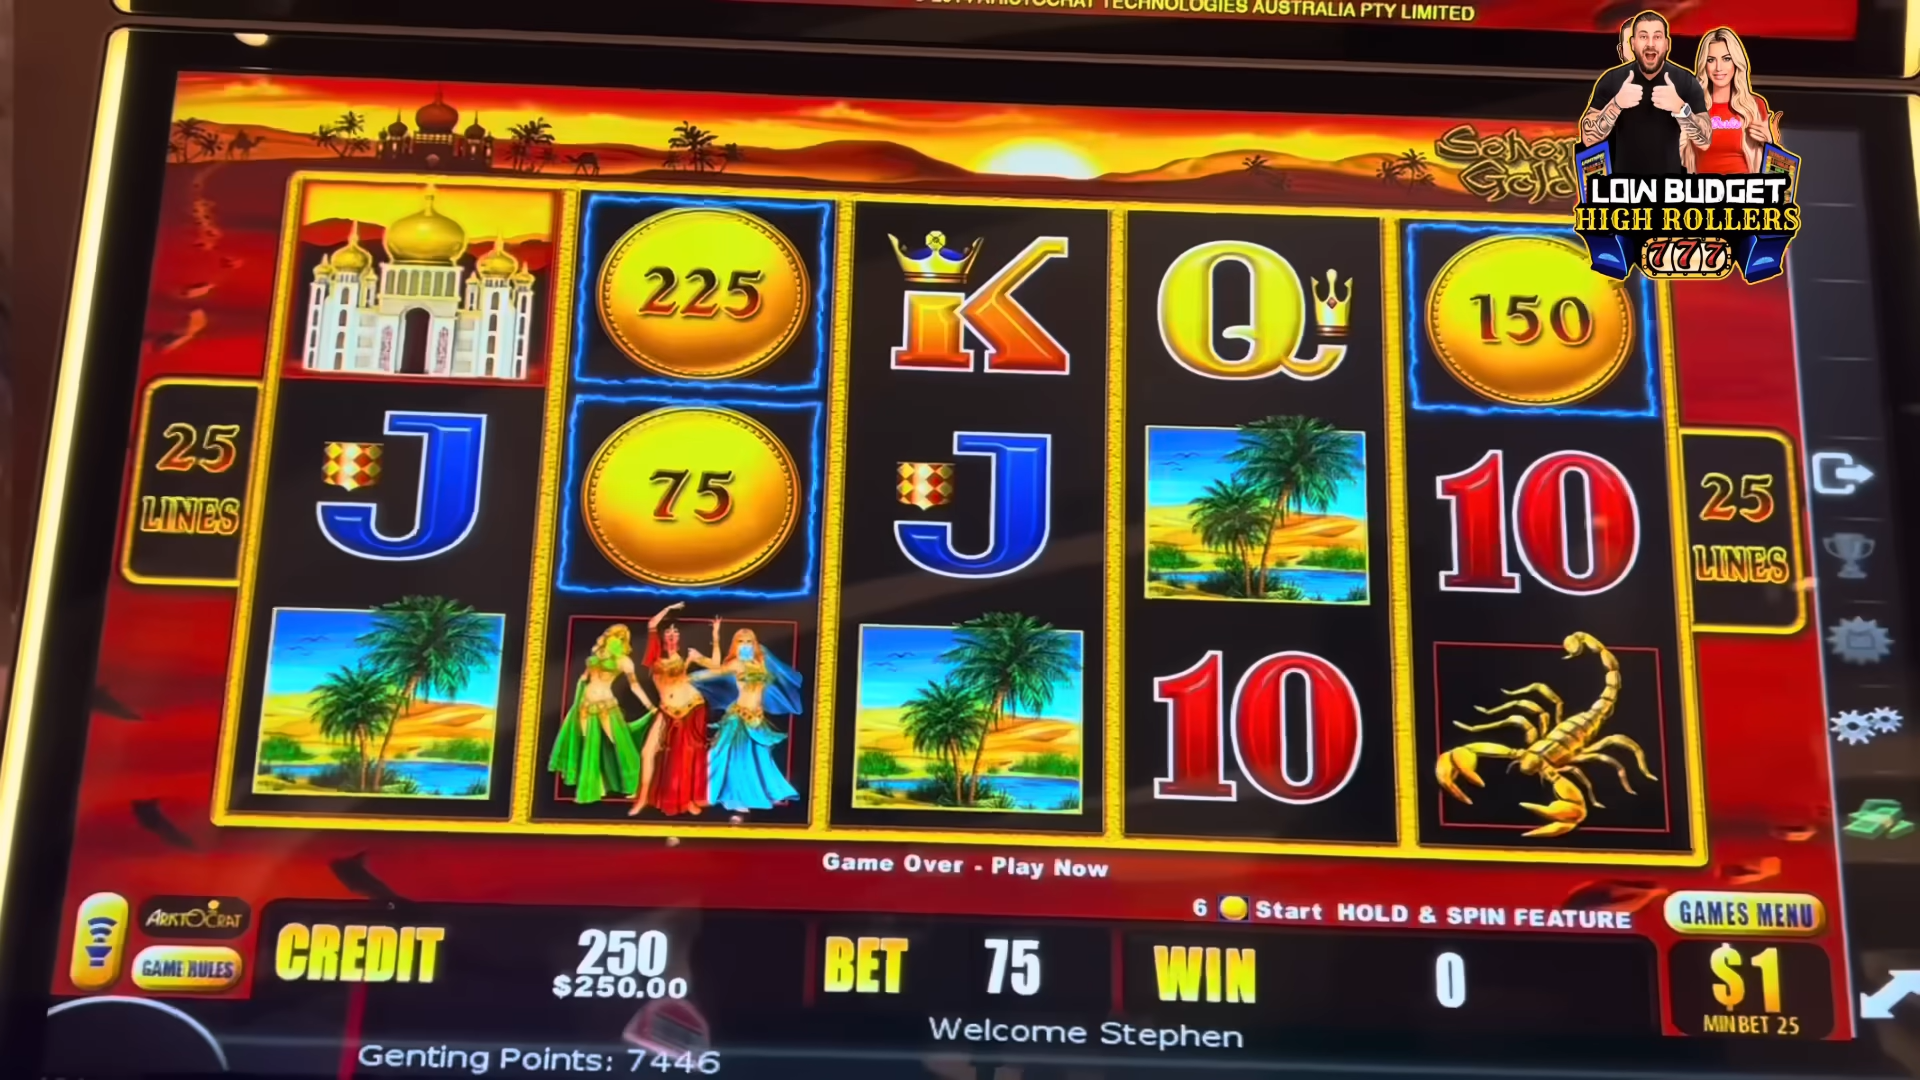 TECHNOLOGIES AUSTRALIA PTY LIMITED
LOW BUDGET
HIGH ROLLERS
777
225
K
Q
150
25
LINES
J
75
J
10
25
LINES
10
Game Over - Play Now
6 Start HOLD & SPIN FEATURE
GAMES MENU
ARISTOCRAT
GAME RULES
CREDIT
250
$250.00
BET 75
WIN 0
$1
MIN BET 25
Welcome Stephen
Genting Points: 7446